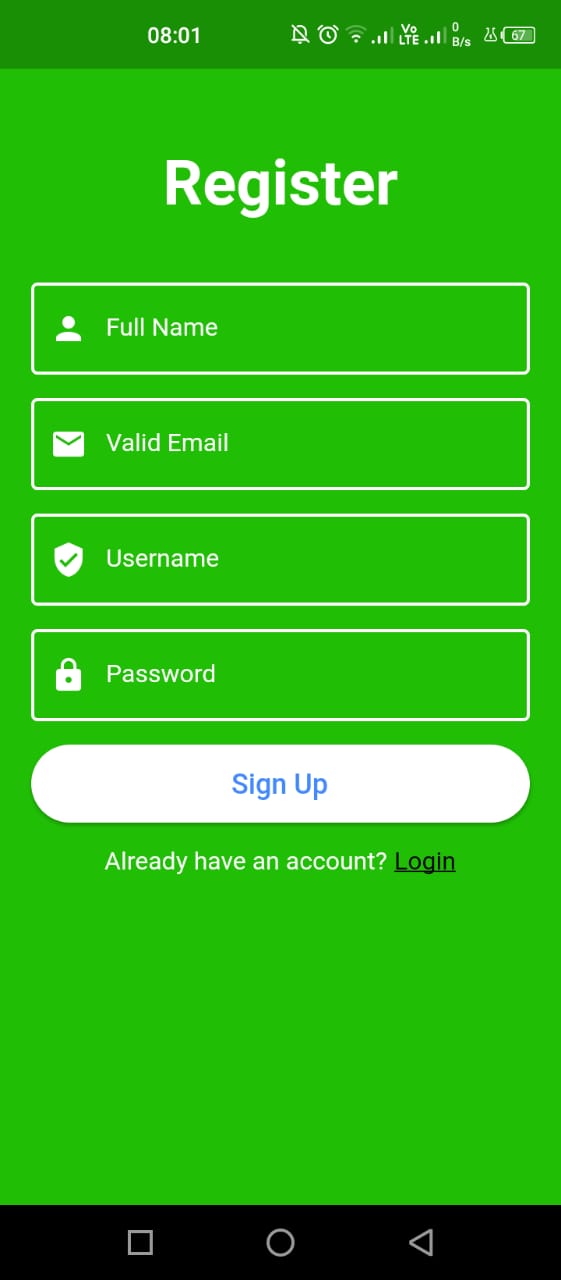 08:01 Vo LTE 0 B/s 67
Register
Full Name
Valid Email
Username
Password
Sign Up
Already have an account? Login